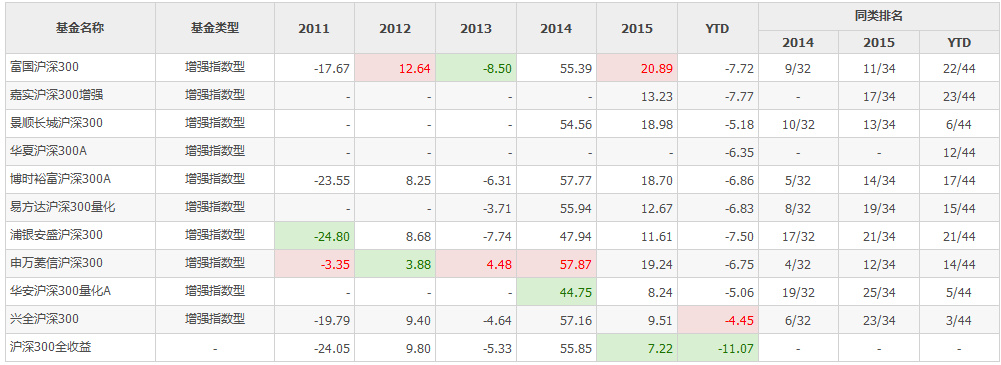 基金名称 基金类型 2011 2012 2013 2014 2015 YTD 同类排名
2014 2015 YTD
富国沪深300 增强指数型 -17.67 12.64 -8.50 55.39 20.89 -7.72 9/32 11/34 22/44
嘉实沪深300增强 增强指数型 - - - - 13.23 -7.77 - 17/34 23/44
景顺长城沪深300 增强指数型 - - - 54.56 18.98 -5.18 10/32 13/34 6/44
华夏沪深300A 增强指数型 - - - - - -6.35 - - 12/44
博时裕富沪深300A 增强指数型 -23.55 8.25 -6.31 57.77 18.70 -6.86 5/32 14/34 17/44
易方达沪深300量化 增强指数型 - - -3.71 55.94 12.67 -6.83 8/32 19/34 15/44
浦银安盛沪深300 增强指数型 -24.80 8.68 -7.74 47.94 11.61 -7.50 17/32 21/34 21/44
申万菱信沪深300 增强指数型 -3.35 3.88 4.48 57.87 19.24 -6.75 4/32 12/34 14/44
华安沪深300量化A 增强指数型 - - - 44.75 8.24 -5.06 19/32 25/34 5/44
兴全沪深300 增强指数型 -19.79 9.40 -4.64 57.16 9.51 -4.45 6/32 23/34 3/44
沪深300全收益 - -24.05 9.80 -5.33 55.85 7.22 -11.07 - - -